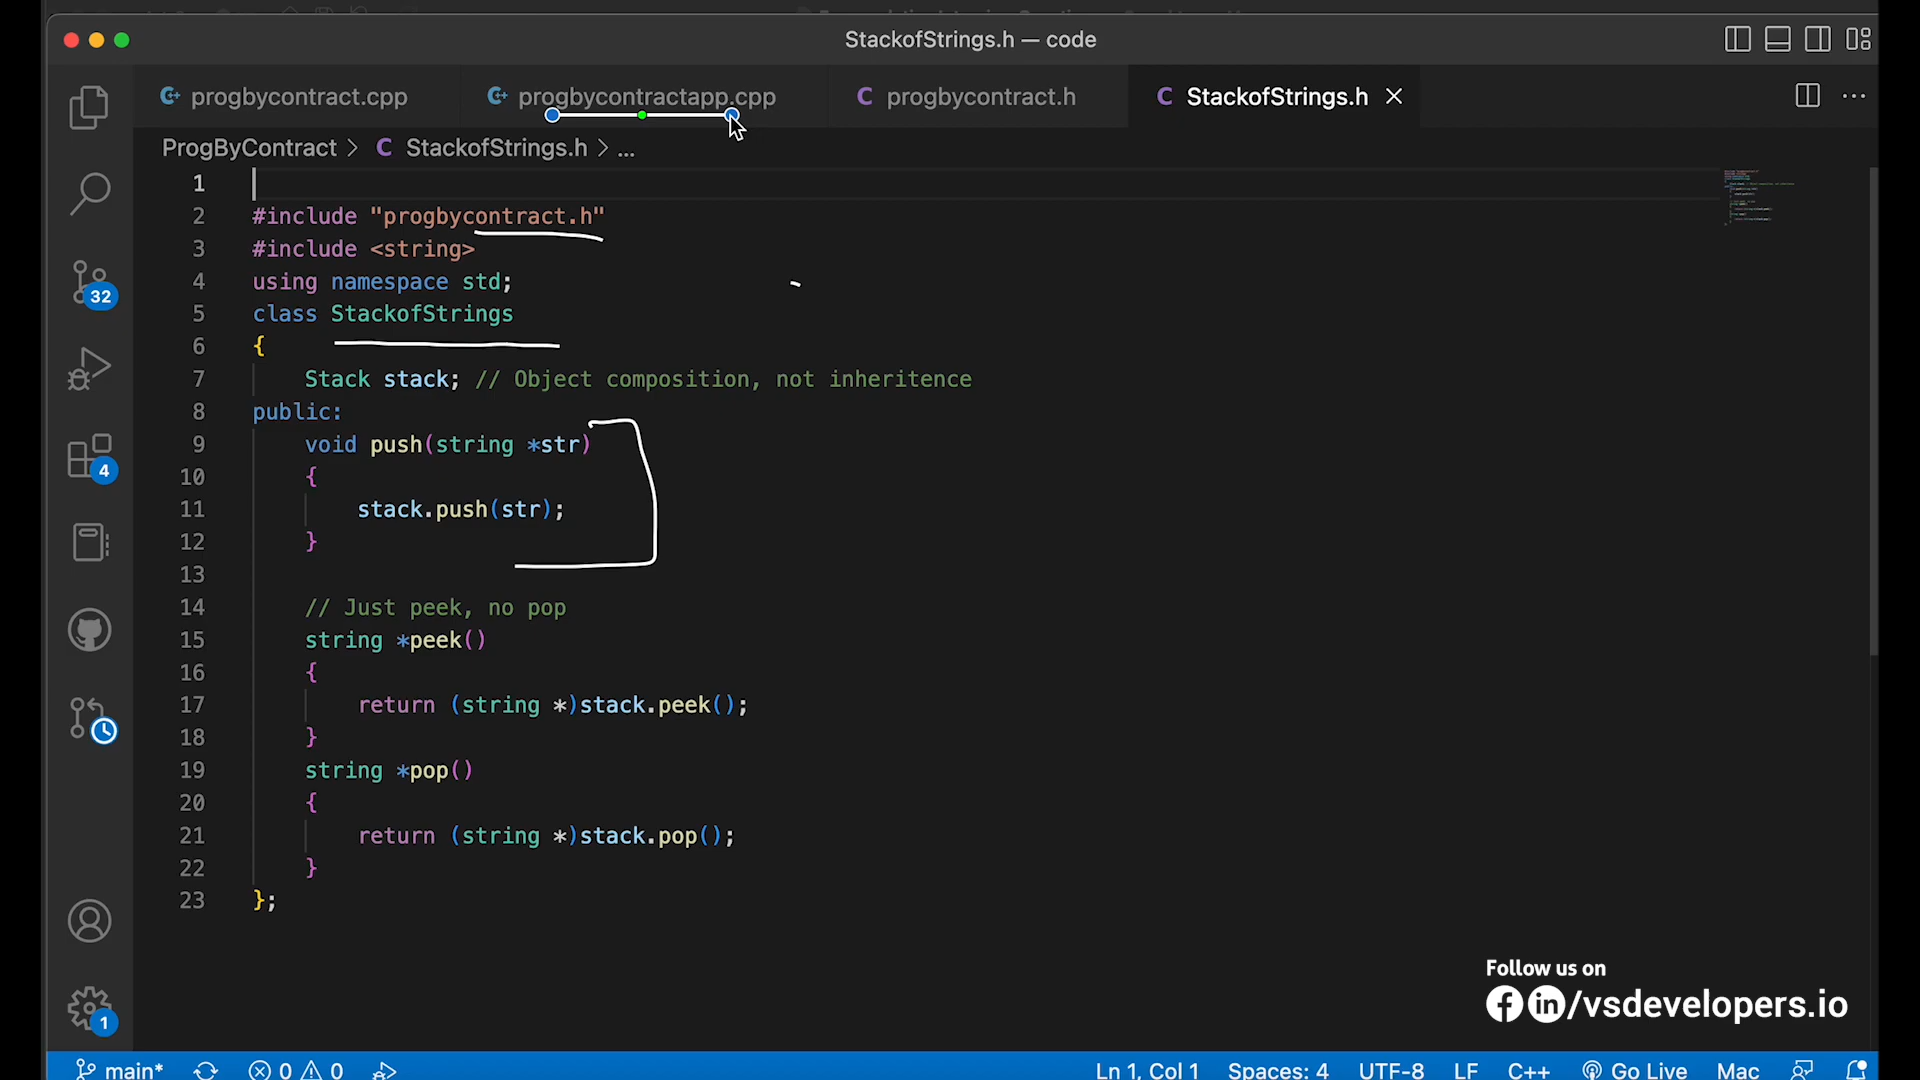 StackofStrings.h — code
progbycontract.cpp
progbycontractapp.cpp
progbycontract.h
StackofStrings.h
ProgByContract > C StackofStrings.h > ...
1
2 #include "progbycontract.h"
3 #include <string>
4 using namespace std;
5 class StackofStrings
6 {
7 Stack stack; // Object composition, not inheritence
8 public:
9 void push(string *str)
10 {
11 stack.push(str);
12 }
13
14 // Just peek, no pop
15 string *peek()
16 {
17 return (string *)stack.peek();
18 }
19 string *pop()
20 {
21 return (string *)stack.pop();
22 }
23 };
32
4
1
Follow us on
/vsdevelopers.io
main* 0 0 Ln 1, Col 1 Spaces: 4 UTF-8 LF C++ Go Live Mac